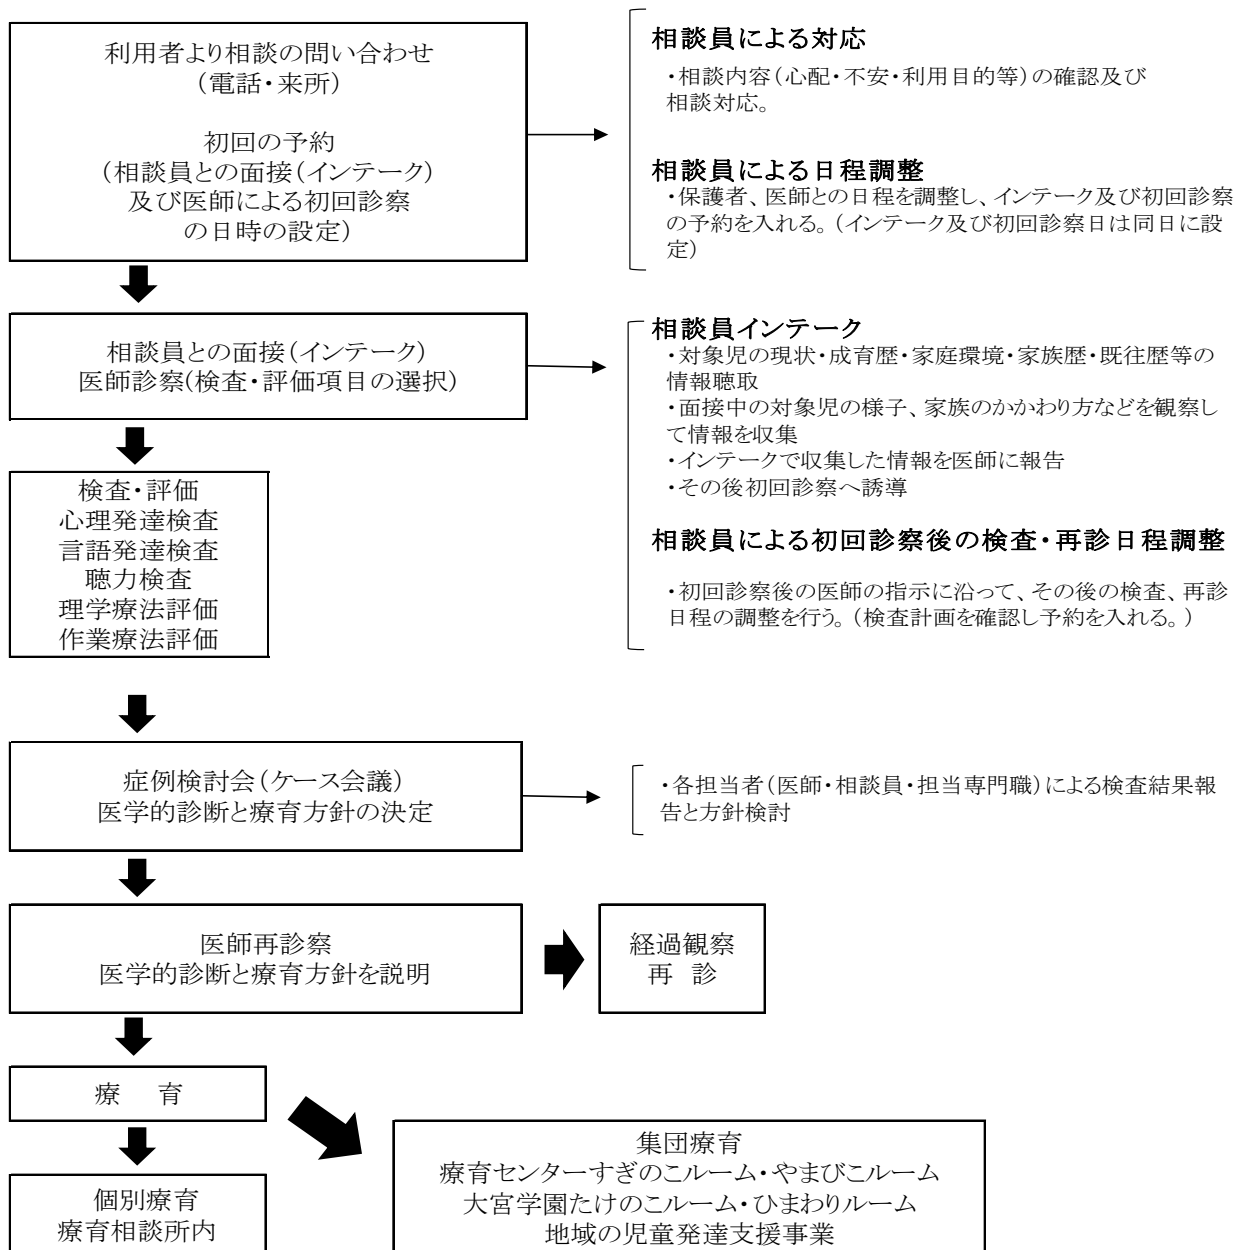 利用者より相談の問い合わせ
(電話・来所)
初回の予約
(相談員との面接(インテーク)
及び医師による初回診察
の日時の設定)
相談員による対応
・相談内容(心配・不安・利用目的等)の確認及び
相談対応。
相談員による日程調整
・保護者、医師との日程を調整し、インテーク及び初回診察
の予約を入れる。(インテーク及び初回診察日は同日に設
定)
相談員との面接(インテーク)
医師診察(検査・評価項目の選択)
相談員インテーク
・対象児の現状・成育歴・家庭環境・家族歴・既往歴等の
情報聴取
・面接中の対象児の様子、家族のかかわり方などを観察し
て情報を収集
・インテークで収集した情報を医師に報告
・その後初回診察へ誘導
相談員による初回診察後の検査・再診日程調整
・初回診察後の医師の指示に沿って、その後の検査、再診
日程の調整を行う。(検査計画を確認し予約を入れる。)
検査・評価
心理発達検査
言語発達検査
聴力検査
理学療法評価
作業療法評価
症例検討会(ケース会議)
医学的診断と療育方針の決定
・各担当者(医師・相談員・担当専門職)による検査結果報
告と方針検討
医師再診察
医学的診断と療育方針を説明
経過観察
再 診
療 育
個別療育
療育相談所内
集団療育
療育センターすぎのこルーム・やまびこルーム
大宮学園たけのこルーム・ひまわりルーム
地域の児童発達支援事業